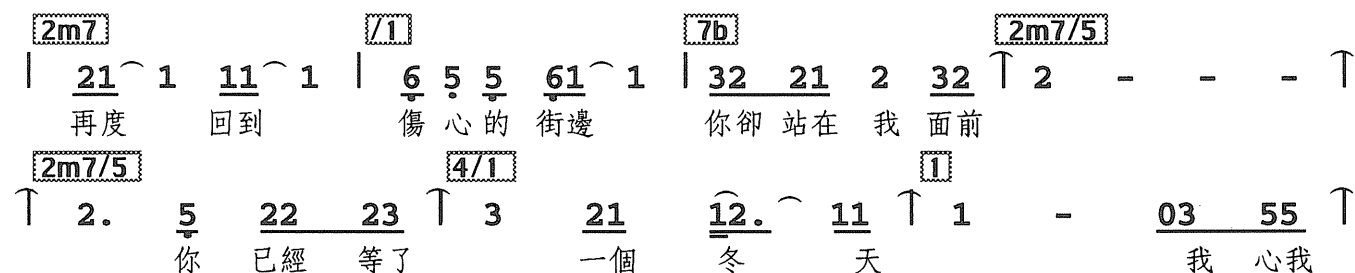 2m7 /1 7b 2m7/5
| 21⌒1 11⌒1 | 6̣ 5̣ 5̣ 6̣1⌒1 | 32 21 2 32 | 2 - - - |
再度 回到 傷 心 的 街邊 你卻 站在 我 面前
2m7/5 4/1 1
| 2. 5̣ 22 23 | 3 21 12.⌒11 | 1 - 03 55 |
你 已經 等了 一個 冬 天 我 心我